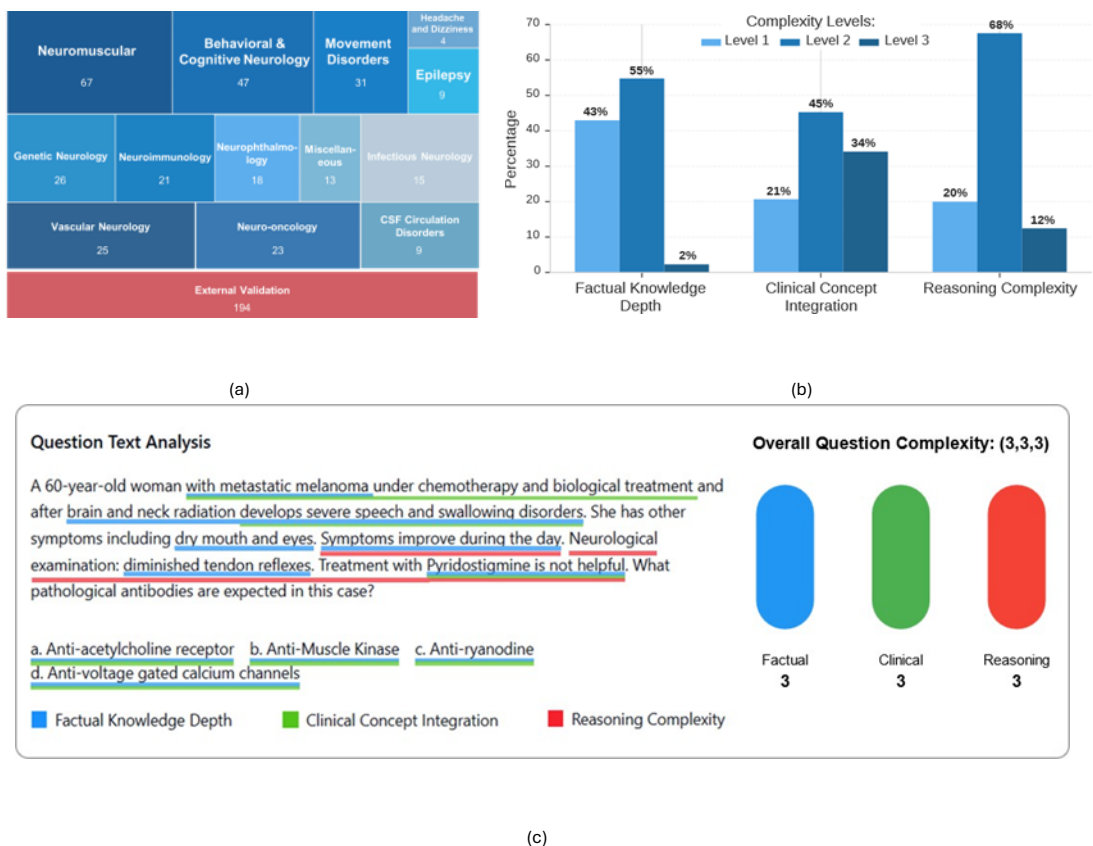 Neuromuscular
67
Behavioral &
Cognitive Neurology
47
Movement
Disorders
31
Headache
and Dizziness
4
Epilepsy
9
Genetic Neurology
26
Neuroimmunology
21
Neurophthalmo-
logy
18
Miscellan-
eous
13
Infectious Neurology
15
Vascular Neurology
25
Neuro-oncology
23
CSF Circulation
Disorders
9
External Validation
194
(a)
Complexity Levels:
Level 1 Level 2 Level 3
Percentage
70
60
50
40
30
20
10
0
43%
55%
2%
21%
45%
34%
20%
68%
12%
Factual Knowledge
Depth
Clinical Concept
Integration
Reasoning Complexity
(b)
Question Text Analysis
A 60-year-old woman with metastatic melanoma under chemotherapy and biological treatment and
after brain and neck radiation develops severe speech and swallowing disorders. She has other
symptoms including dry mouth and eyes. Symptoms improve during the day. Neurological
examination: diminished tendon reflexes. Treatment with Pyridostigmine is not helpful. What
pathological antibodies are expected in this case?
a. Anti-acetylcholine receptor b. Anti-Muscle Kinase c. Anti-ryanodine
d. Anti-voltage gated calcium channels
Factual Knowledge Depth Clinical Concept Integration Reasoning Complexity
Overall Question Complexity: (3,3,3)
Factual Clinical Reasoning
3 3 3
(c)